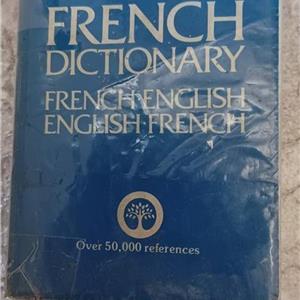 FRENCH
DICTIONARY
FRENCH·ENGLISH
ENGLISH·FRENCH
Over 50,000 references